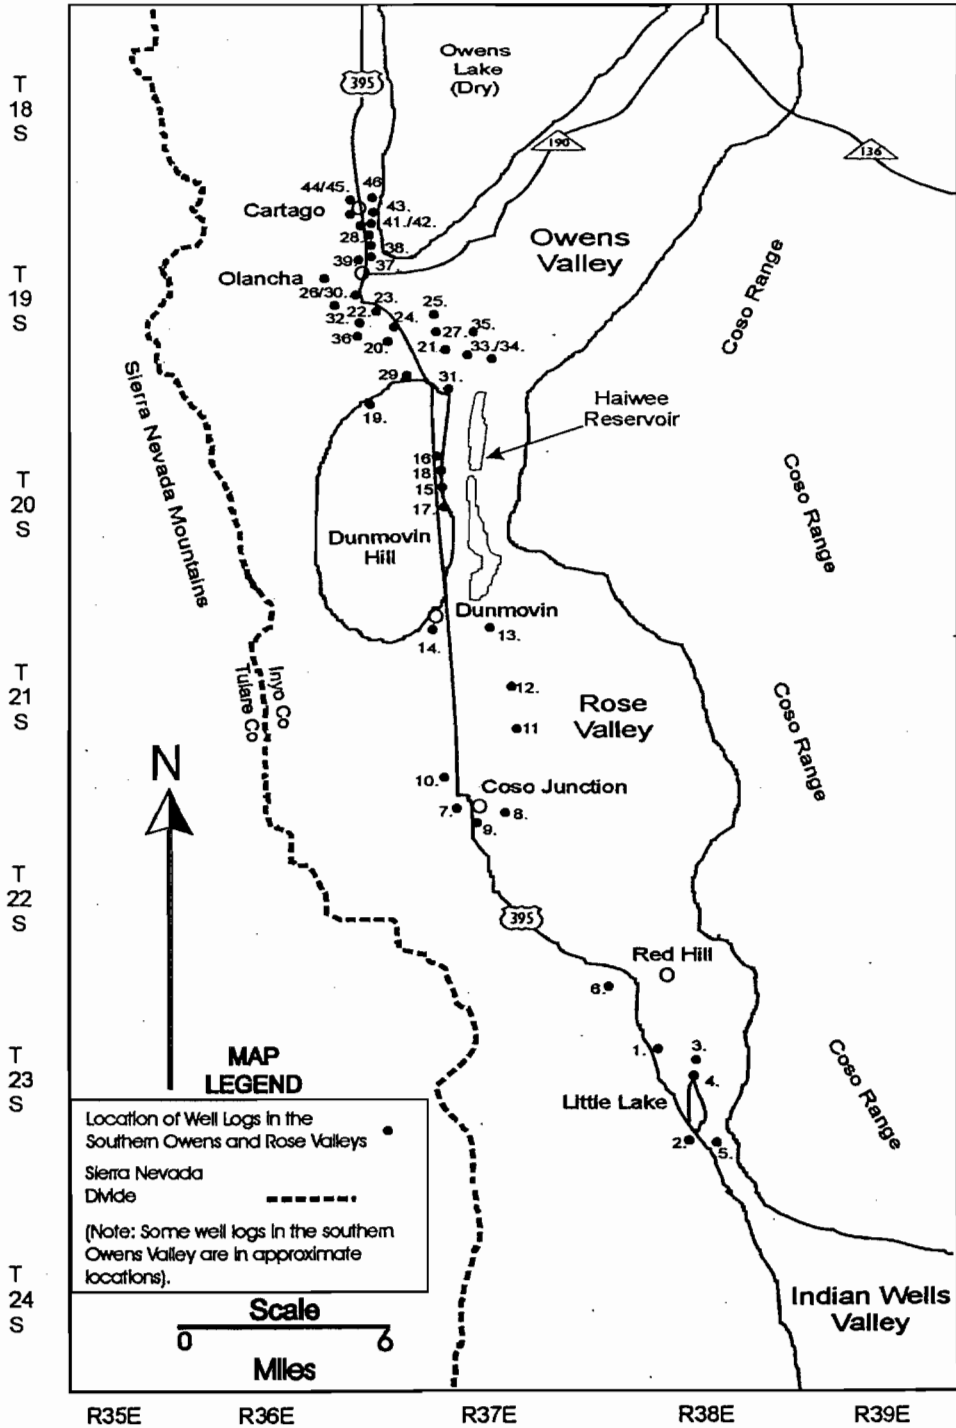 T
18
S
395
Owens
Lake
(Dry)
190
136
44/45.
46
Cartago
43.
41./42.
28.
38.
39
37
Owens
Valley
Coso Range
T
19
S
Olancha
26/30.
23.
25.
22.
24.
32.
27.
35.
36
20.
21.
33./34.
29
31.
19.
Haiwee
Reservoir
Sierra Nevada Mountains
T
20
S
16
18
15
17.
Dunmovin
Hill
Coso Range
Dunmovin
14.
13.
T
21
S
Inyo Co
Tulare Co
12.
11
Rose
Valley
Coso Range
N
10.
Coso Junction
7.
8.
9.
T
22
S
395
Red Hill
6.
1.
3.
4.
T
23
S
Little Lake
2.
5.
Coso Range
MAP
LEGEND
Location of Well Logs in the
Southern Owens and Rose Valleys
Sierra Nevada
Divide
(Note: Some well logs in the southern
Owens Valley are in approximate
locations).
T
24
S
Scale
0
6
Miles
Indian Wells
Valley
R35E
R36E
R37E
R38E
R39E